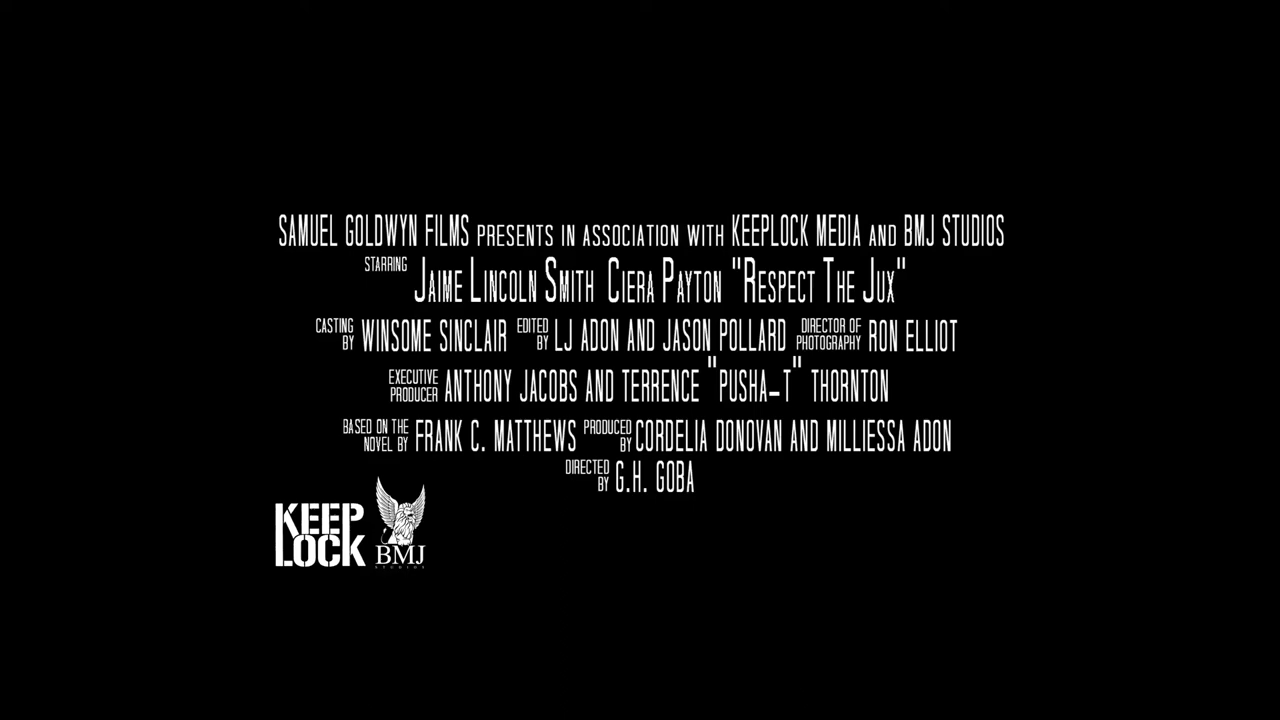 SAMUEL GOLDWYN FILMS PRESENTS IN ASSOCIATION WITH KEEPLOCK MEDIA AND BMJ STUDIOS
STARRING JAIME LINCOLN SMITH CIERA PAYTON "RESPECT THE JUX"
CASTING BY WINSOME SINCLAIR EDITED BY LJ ADON AND JASON POLLARD DIRECTOR OF PHOTOGRAPHY RON ELLIOT
EXECUTIVE PRODUCER ANTHONY JACOBS AND TERRENCE "PUSHA-T" THORNTON
BASED ON THE NOVEL BY FRANK C. MATTHEWS PRODUCED BY CORDELIA DONOVAN AND MILLIESSA ADON
DIRECTED BY G.H. GOBA
KEEP
LOCK
BMJ
STUDIOS